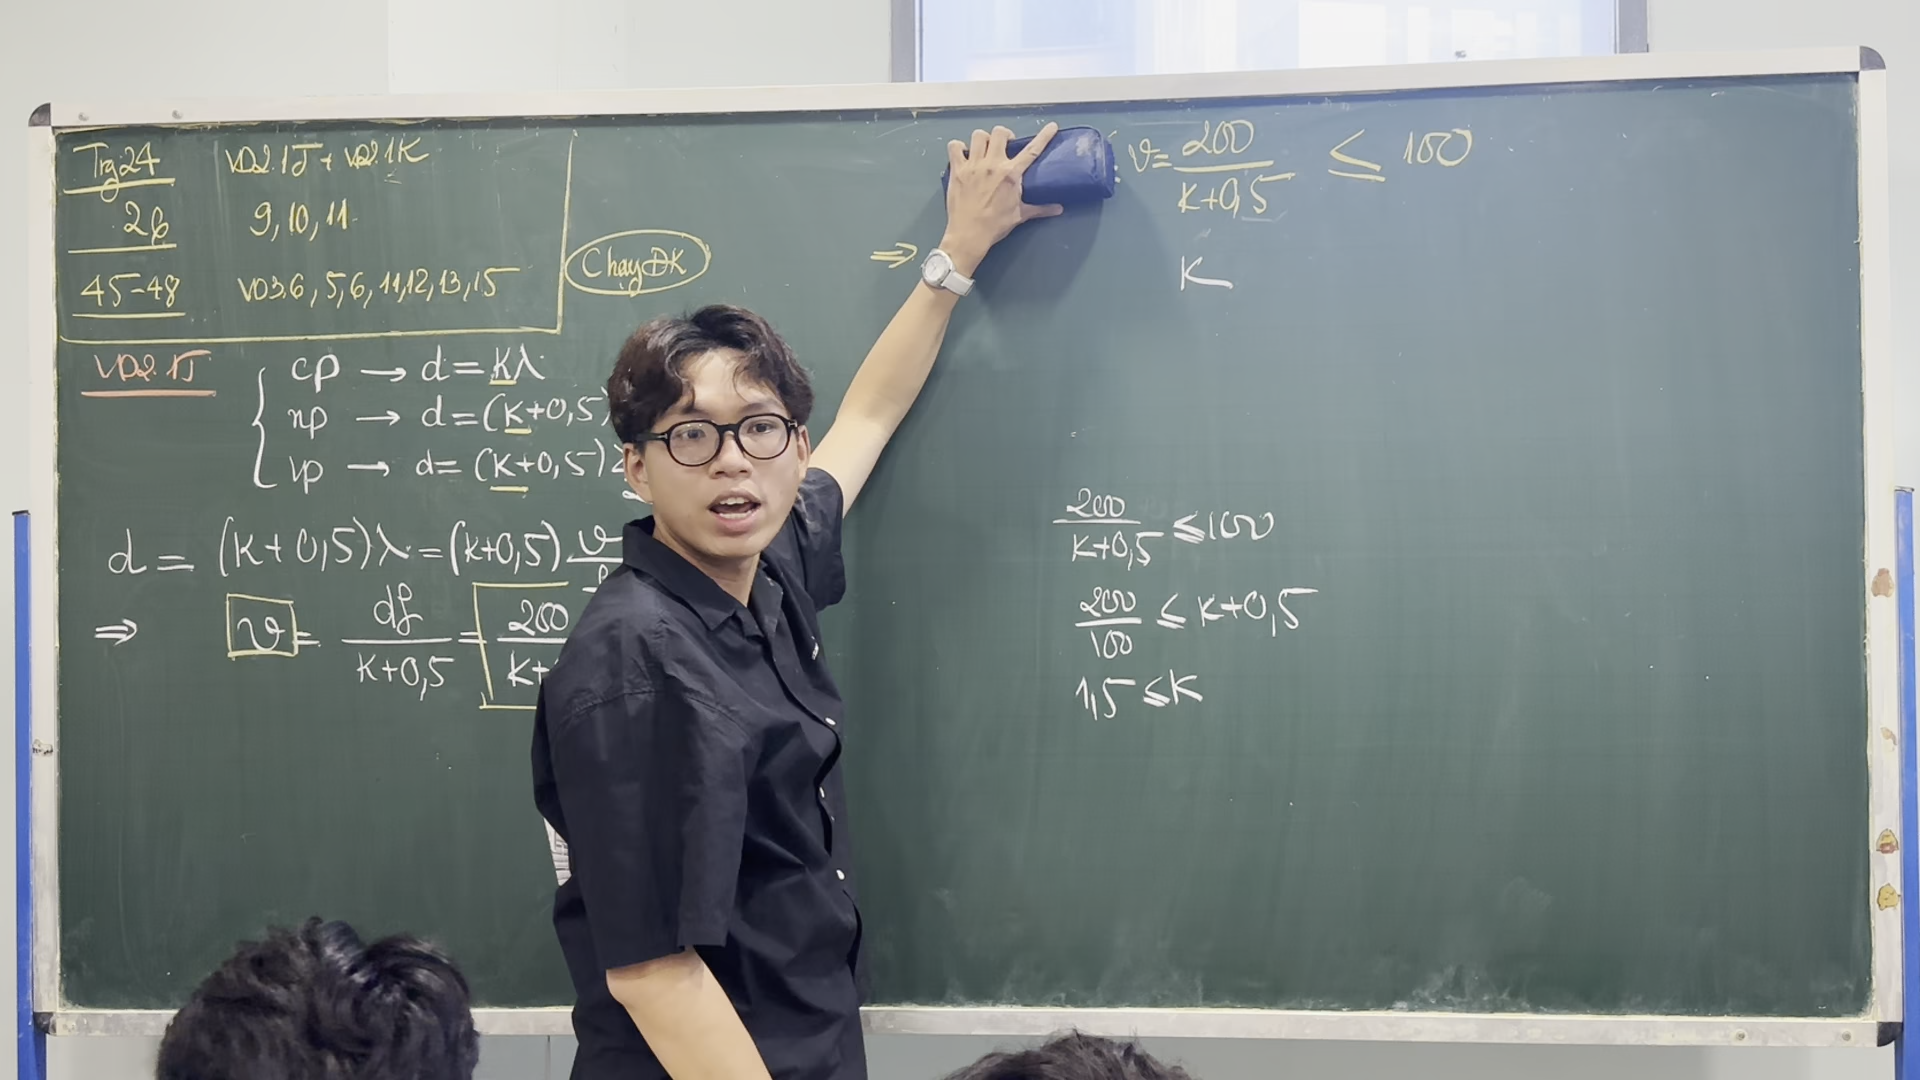 Trg 24 VD2.1J + VD2.1K
26 9, 10, 11
45-48 VD3.6, 5, 6, 11, 12, 13, 15
Chạy ĐK
VD2.1J
cp → d = kλ
np → d = (k+0,5)
vp → d = (k+0,5)λ
d = (k+0,5)λ = (k+0,5) v/f
⇒ v = df/(k+0,5) = 200/
v = 200/(k+0,5) ≤ 100
⇒ K
200/(k+0,5) ≤ 100
200/100 ≤ k+0,5
1,5 ≤ k